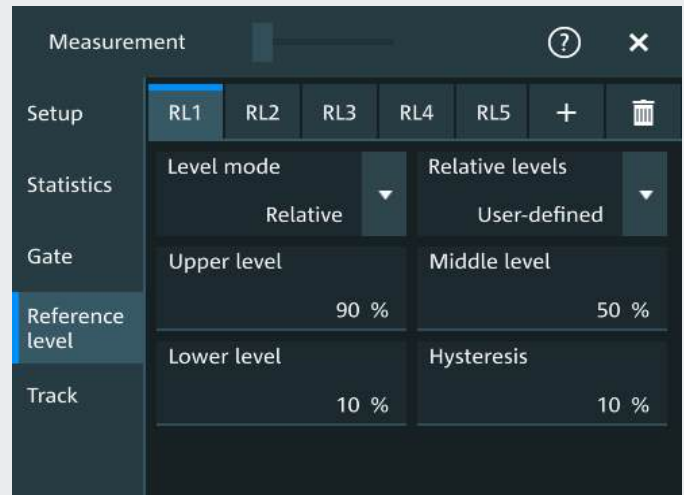 Measurement
Setup
RL1 RL2 RL3 RL4 RL5 +
Statistics
Level mode
Relative
Relative levels
User-defined
Gate
Upper level
90 %
Middle level
50 %
Reference
level
Lower level
10 %
Hysteresis
10 %
Track